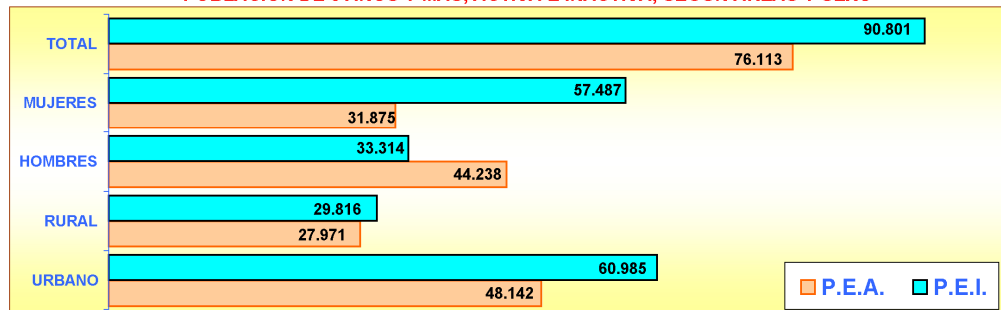 90.801
TOTAL
76.113
57.487
MUJERES
31.875
33.314
HOMBRES
44.238
29.816
RURAL
27.971
60.985
URBANO
48.142
P.E.A. P.E.I.